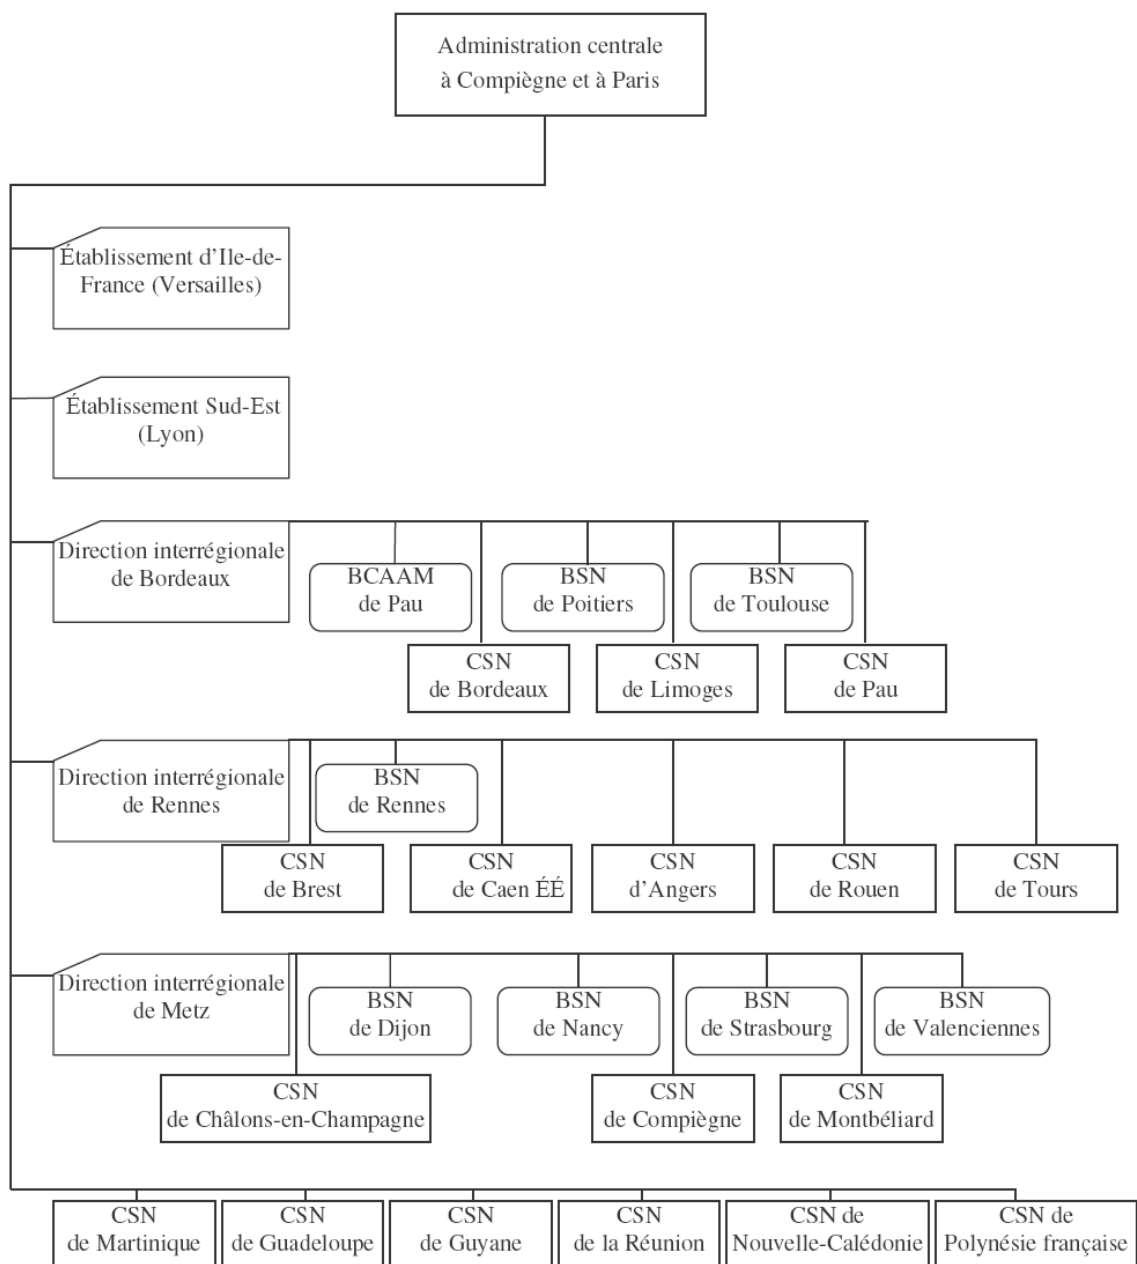 Administration centrale
à Compiègne et à Paris
Établissement d'Ile-de-
France (Versailles)
Établissement Sud-Est
(Lyon)
Direction interrégionale
de Bordeaux
BCAAM
de Pau
BSN
de Poitiers
BSN
de Toulouse
CSN
de Bordeaux
CSN
de Limoges
CSN
de Pau
Direction interrégionale
de Rennes
BSN
de Rennes
CSN
de Brest
CSN
de Caen ÉÉ
CSN
d'Angers
CSN
de Rouen
CSN
de Tours
Direction interrégionale
de Metz
BSN
de Dijon
BSN
de Nancy
BSN
de Strasbourg
BSN
de Valenciennes
CSN
de Châlons-en-Champagne
CSN
de Compiègne
CSN
de Montbéliard
CSN
de Martinique
CSN
de Guadeloupe
CSN
de Guyane
CSN
de la Réunion
CSN de
Nouvelle-Calédonie
CSN de
Polynésie française